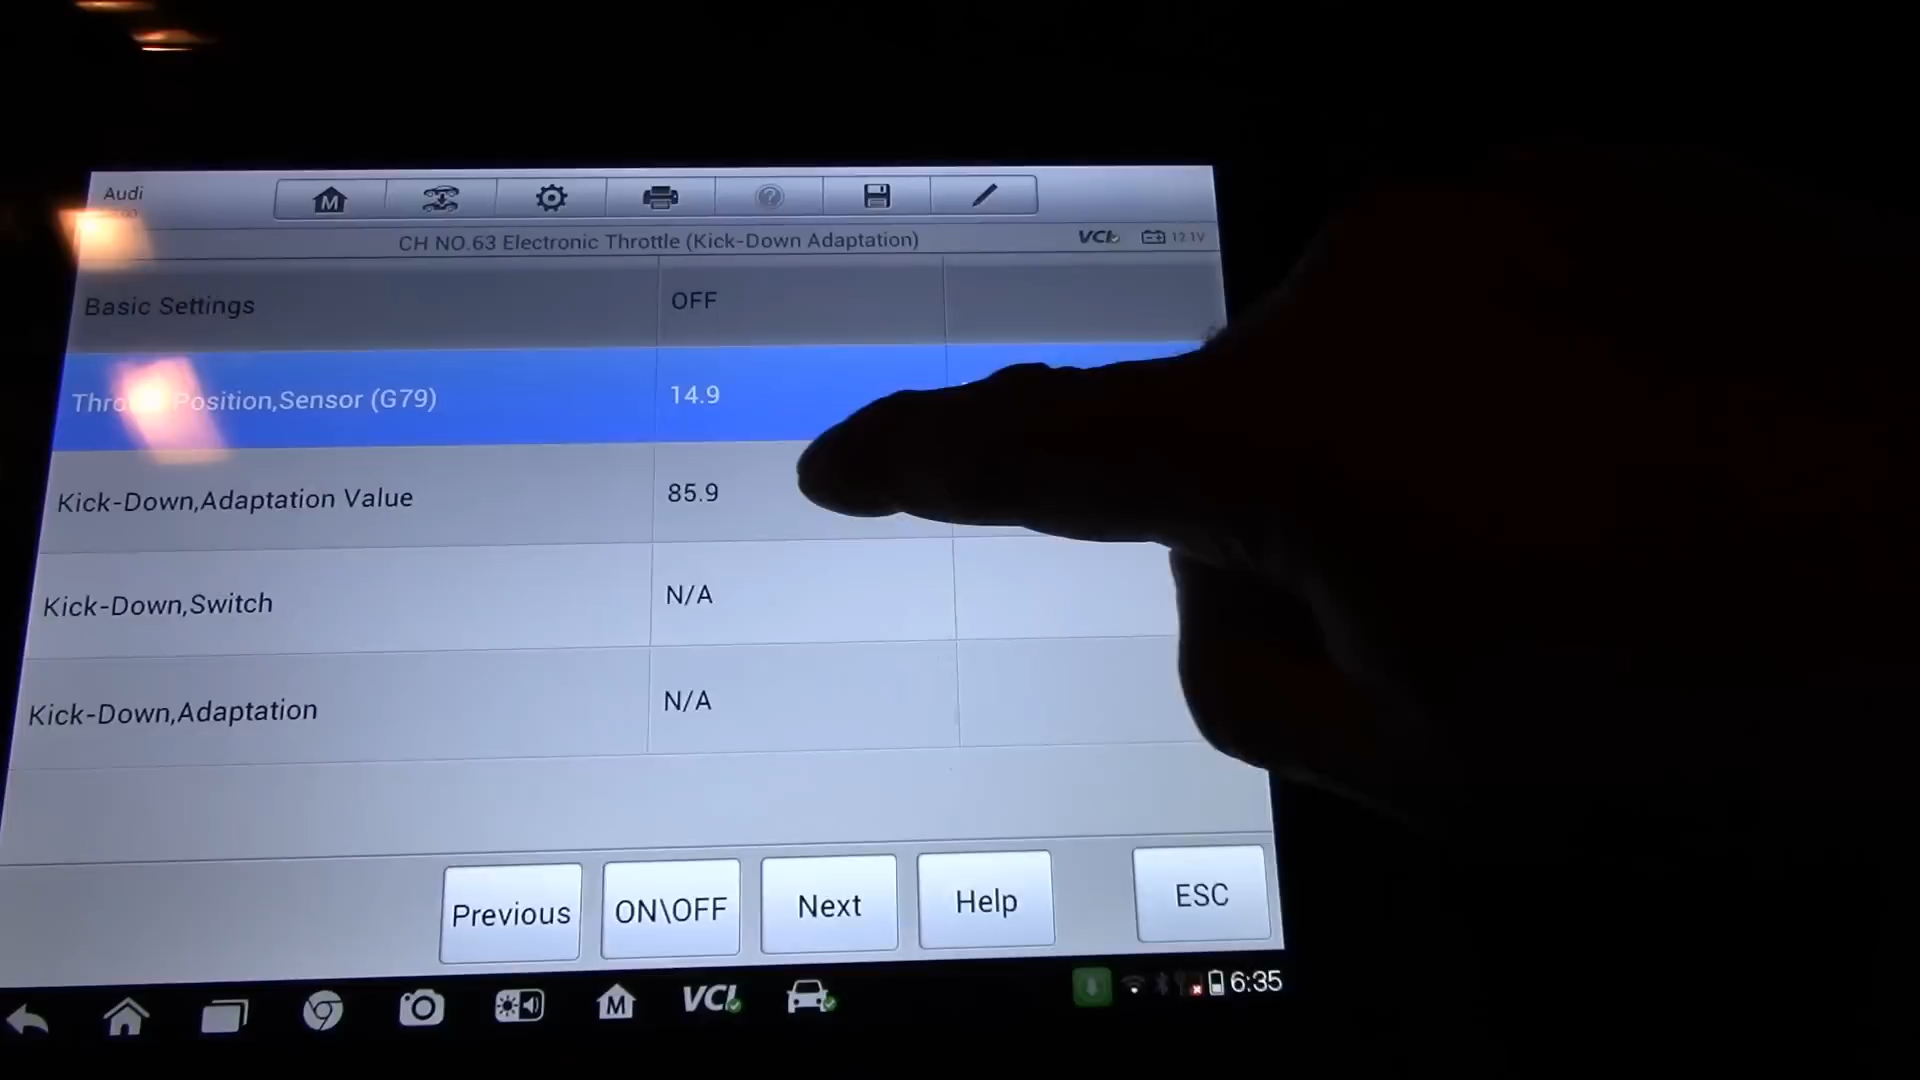 Audi
M
CH NO.63 Electronic Throttle (Kick-Down Adaptation)
VCI
12.1V
Basic Settings
OFF
Position,Sensor (G79)
14.9
Kick-Down,Adaptation Value
85.9
Kick-Down,Switch
N/A
Kick-Down,Adaptation
N/A
Previous
ON\OFF
Next
Help
ESC
M
VCI
6:35